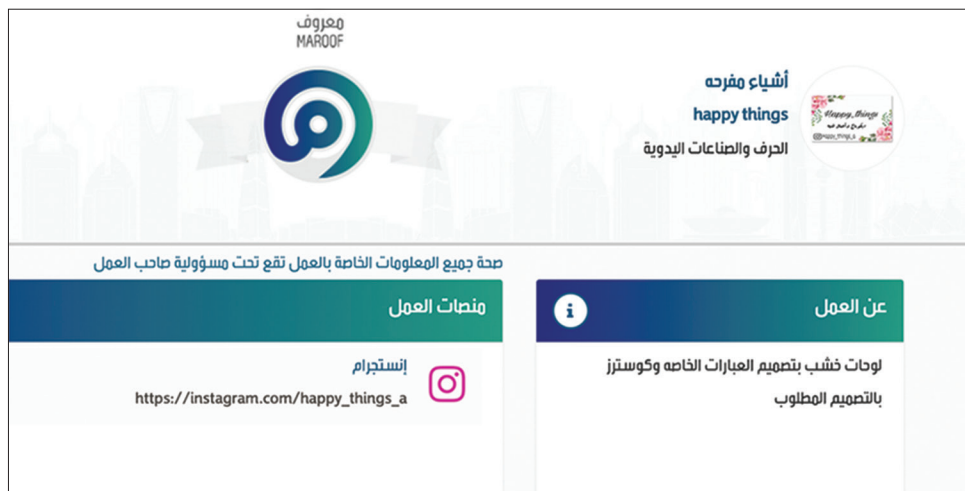 معروف
MAROOF
أشياء مفرحه
happy things
الحرف والصناعات اليدوية
Happy_things
صحة جميع المعلومات الخاصة بالعمل تقع تحت مسؤولية صاحب العمل
عن العمل
لوحات خشب بتصميم العبارات الخاصه وكوسترز
بالتصميم المطلوب
منصات العمل
إنستجرام
https://instagram.com/happy_things_a